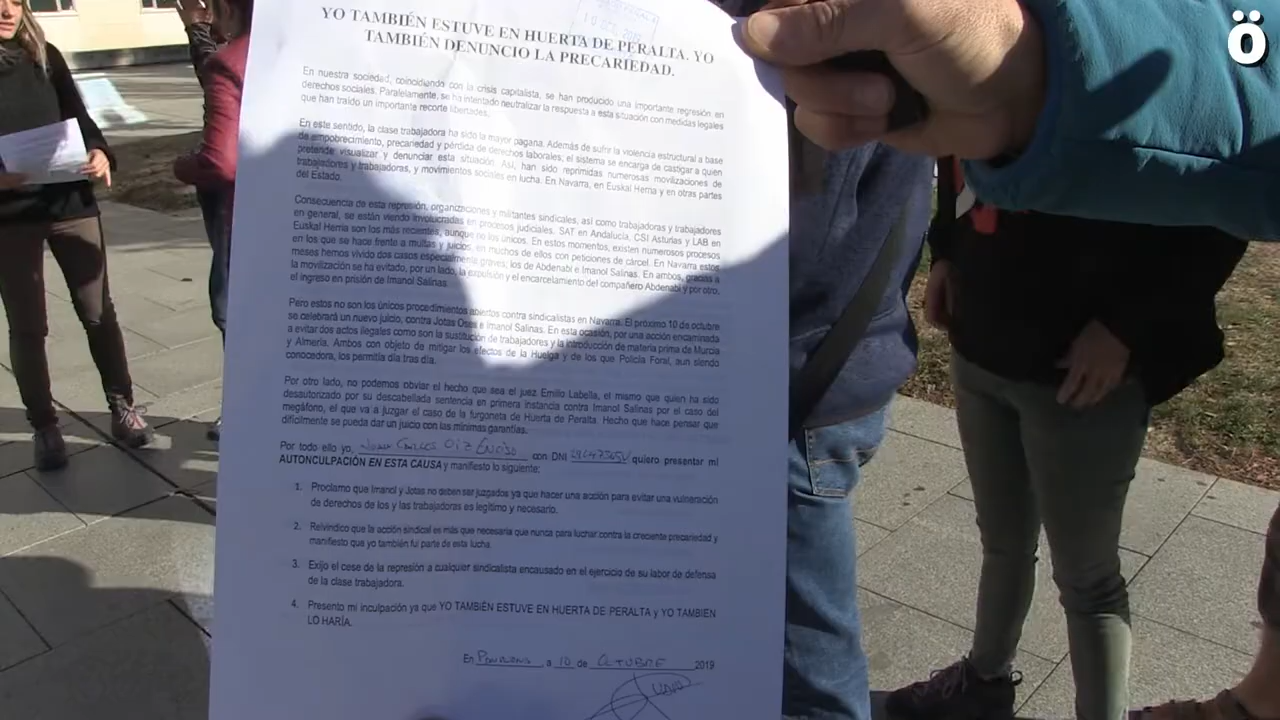 ö
YO TAMBIÉN ESTUVE EN HUERTA DE PERALTA. YO
TAMBIÉN DENUNCIO LA PRECARIEDAD.
En nuestra sociedad, coincidiendo con la crisis capitalista, se han producido una importante regresión en
derechos sociales. Paralelamente, se ha intentado neutralizar la respuesta a esta situación con medidas legales
que han traído un importante recorte libertades.
En este sentido, la clase trabajadora ha sido la mayor pagana. Además de sufrir la violencia estructural a base
de empobrecimiento, precariedad y pérdida de derechos laborales, el sistema se encarga de castigar a quien
pretende visualizar y denunciar esta situación. Así, han sido reprimidas numerosas movilizaciones de
trabajadores y trabajadoras, y movimientos sociales en lucha. En Navarra, en Euskal Herria y en otras partes
del Estado.
Consecuencia de esta represión, organizaciones y militantes sindicales, así como trabajadoras y trabajadores
en general, se están viendo involucradas en procesos judiciales. SAT en Andalucía, CSI Asturias y LAB en
Euskal Herria son los más recientes, aunque no los únicos. En estos momentos, existen numerosos procesos
en los que se hace frente a multas y juicios, en muchos de ellos con peticiones de cárcel. En Navarra estos
meses hemos vivido dos casos especialmente graves; los de Abdenabi e Imanol Salinas. En ambos, gracias a
la movilización se ha evitado, por un lado, la expulsión y el encarcelamiento del compañero Abdenabi y por otro,
el ingreso en prisión de Imanol Salinas.
Pero estos no son los únicos procedimientos abiertos contra sindicalistas en Navarra. El próximo 10 de octubre
se celebrará un nuevo juicio, contra Jotas Oses e Imanol Salinas. En esta ocasión, por una acción encaminada
a evitar dos actos ilegales como son la sustitución de trabajadores y la introducción de materia prima de Murcia
y Almería. Ambos con objeto de mitigar los efectos de la Huelga y de los que Policía Foral, aun siendo
conocedora, los permitía día tras día.
Por otro lado, no podemos obviar el hecho que sea el juez Emilio Labella, el mismo que quien ha sido
desautorizado por su descabellada sentencia en primera instancia contra Imanol Salinas por el caso del
megáfono, el que va a juzgar el caso de la furgoneta de Huerta de Peralta. Hecho que hace pensar que
difícilmente se pueda dar un juicio con las mínimas garantías.
Por todo ello yo, con DNI quiero presentar mi
AUTONCULPACIÓN EN ESTA CAUSA y manifiesto lo siguiente:
1. Proclamo que Imanol y Jotas no deben ser juzgados ya que hacer una acción para evitar una vulneración
de derechos de los y las trabajadoras es legítimo y necesario.
2. Reivindico que la acción sindical es más que necesaria que nunca para luchar contra la creciente precariedad y
manifiesto que yo también fui parte de esta lucha.
3. Exijo el cese de la represión a cualquier sindicalista encausado en el ejercicio de su labor de defensa
de la clase trabajadora.
4. Presento mi inculpación ya que YO TAMBIÉN ESTUVE EN HUERTA DE PERALTA y YO TAMBIEN
LO HARÍA.
En Pamplona a 10 de OCTUBRE 2019